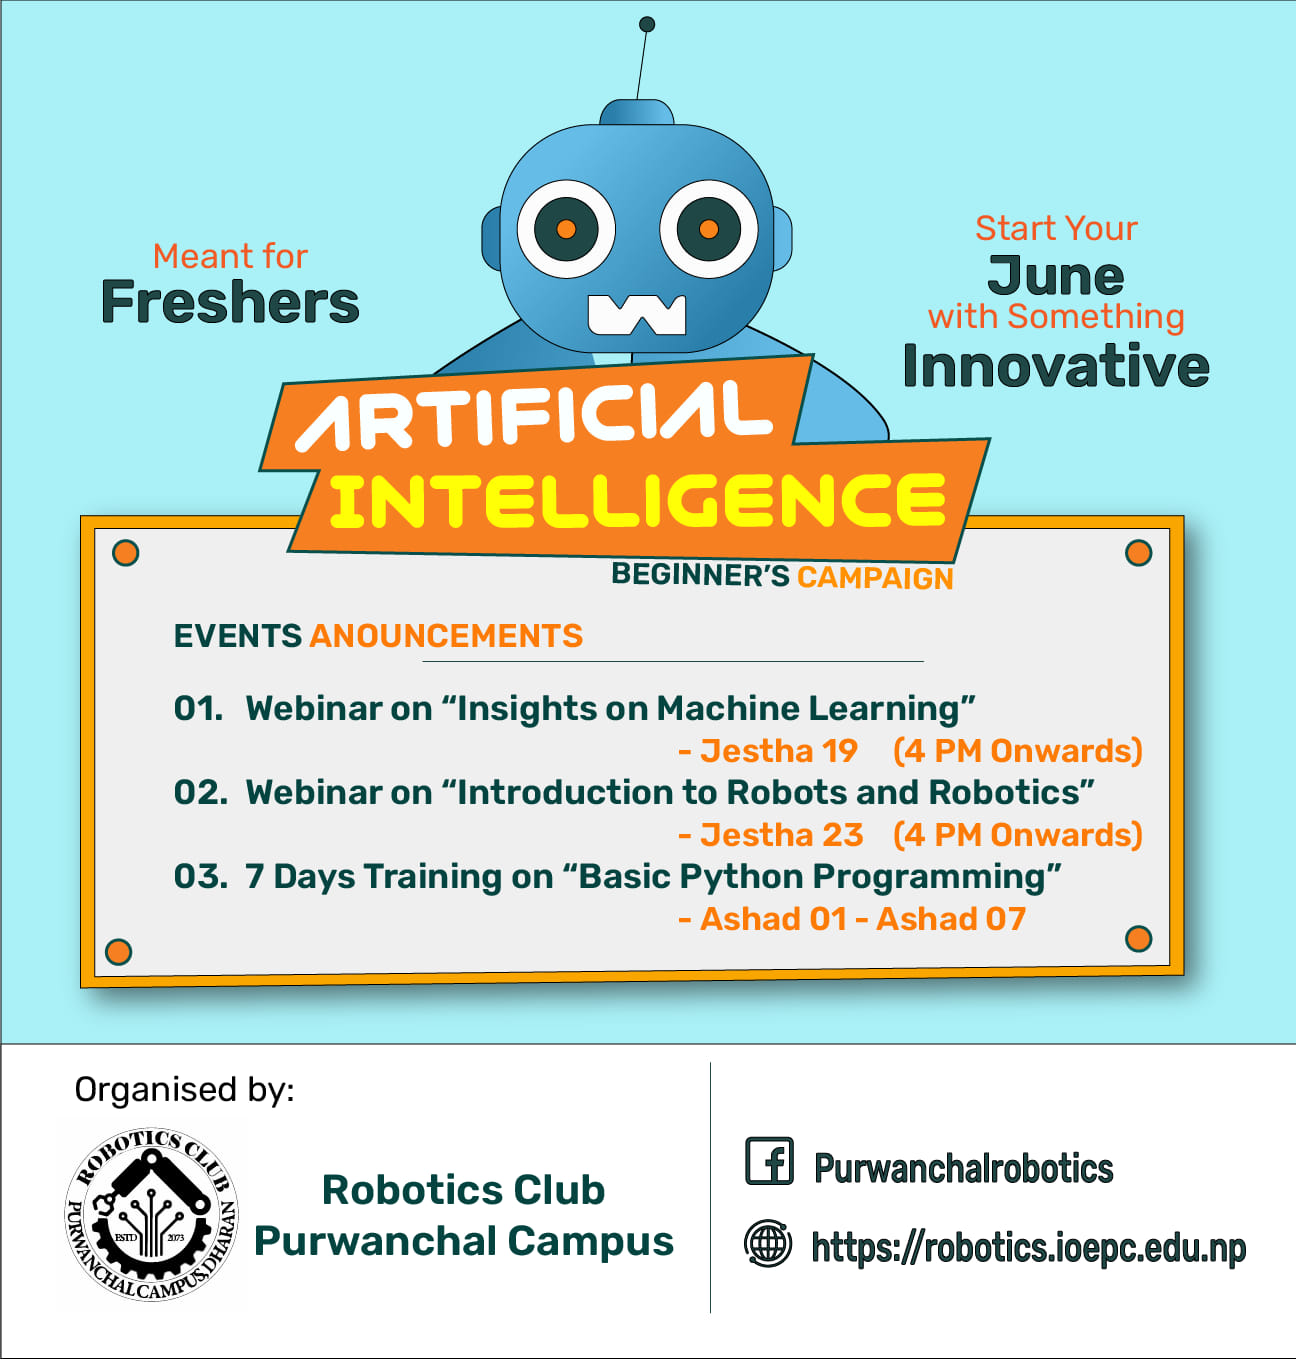 Meant for
Freshers
Start Your
June
with Something
Innovative
ARTIFICIAL
INTELLIGENCE
BEGINNER’S CAMPAIGN
EVENTS ANOUNCEMENTS
01. Webinar on “Insights on Machine Learning”
- Jestha 19 (4 PM Onwards)
02. Webinar on “Introduction to Robots and Robotics”
- Jestha 23 (4 PM Onwards)
03. 7 Days Training on “Basic Python Programming”
- Ashad 01 - Ashad 07
Organised by:
ROBOTICS CLUB
ESTD 2073
PURWANCHAL CAMPUS, DHARAN
Robotics Club
Purwanchal Campus
Purwanchalrobotics
https://robotics.ioepc.edu.np